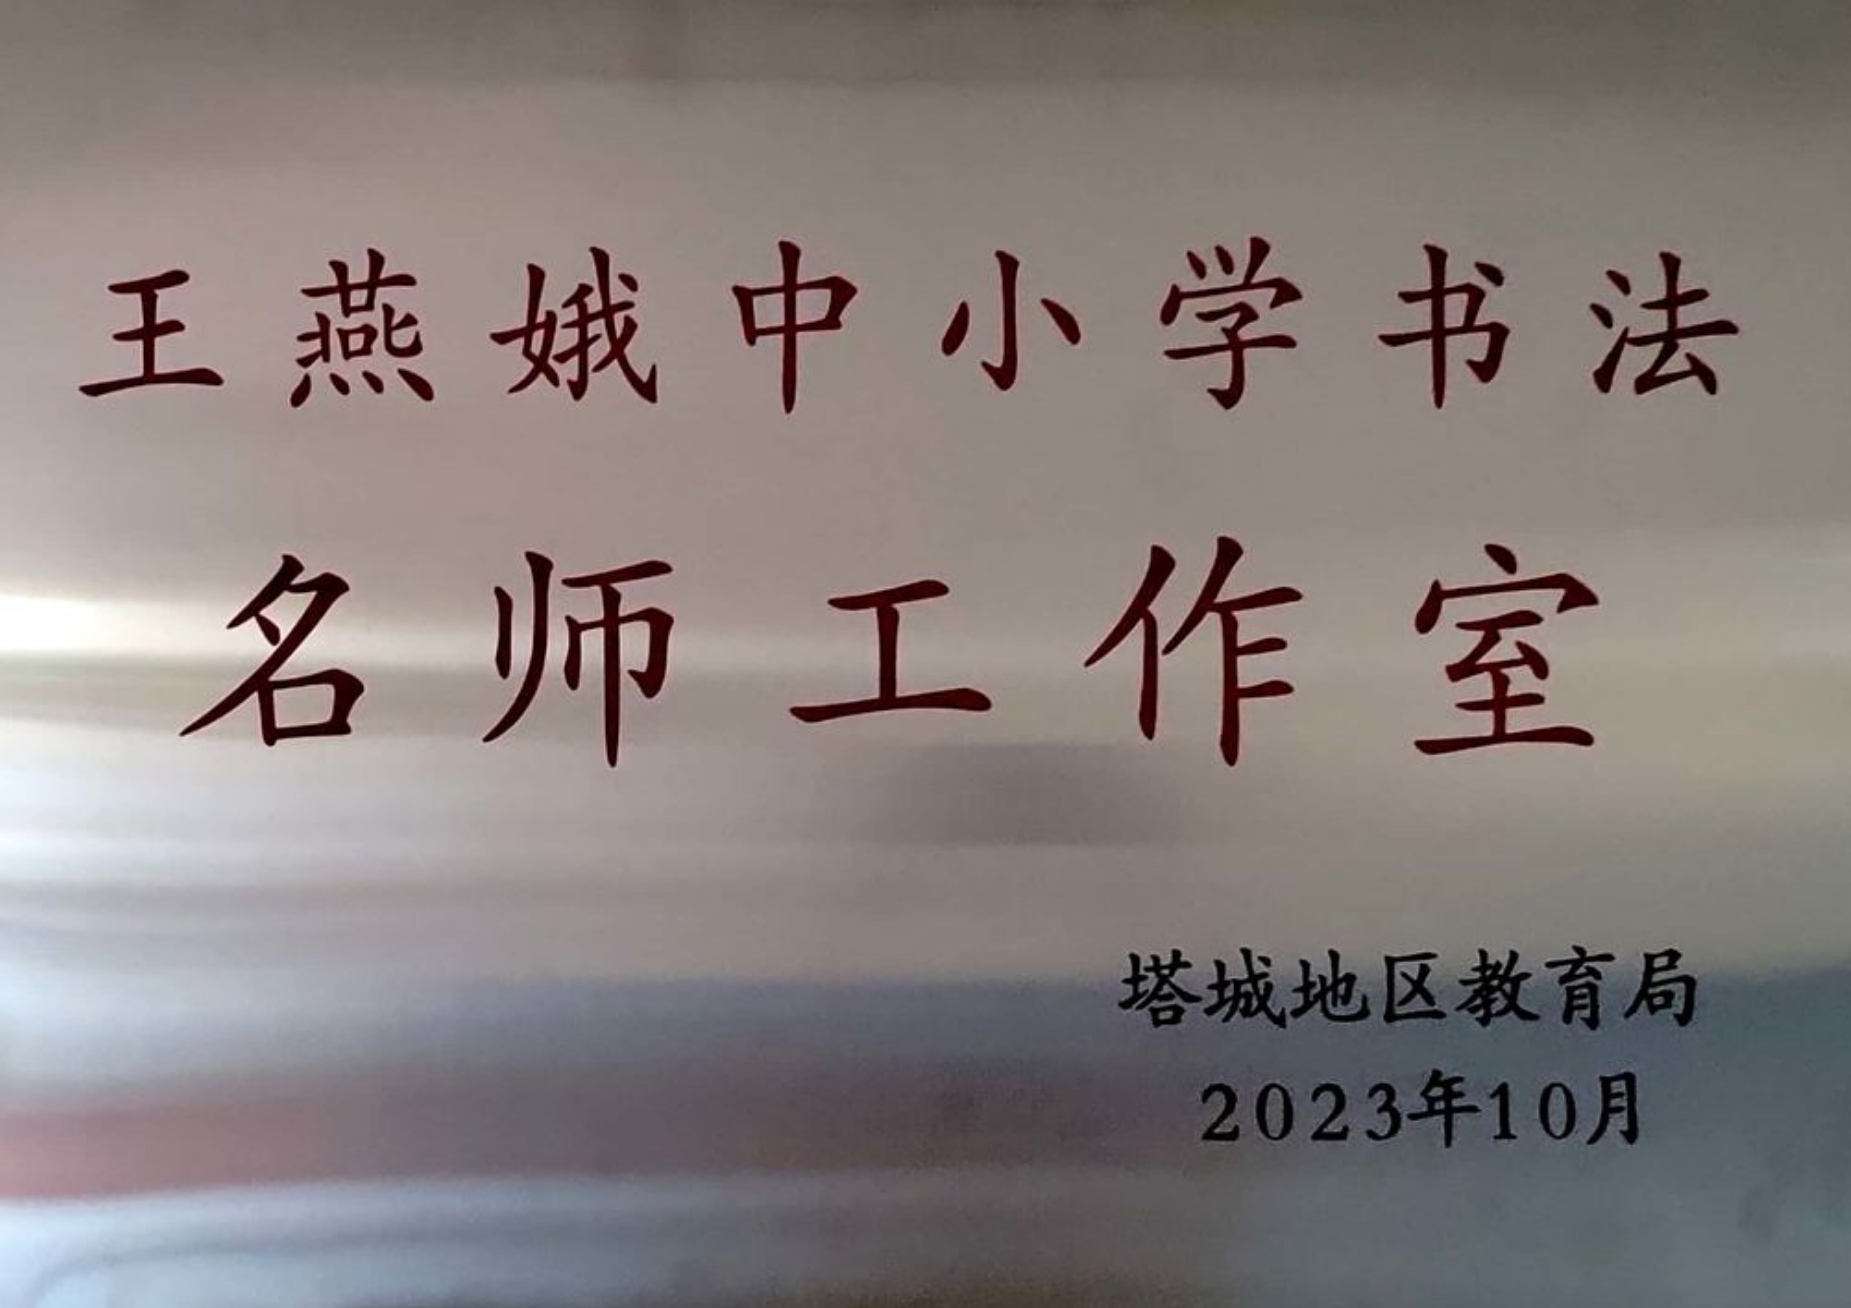 王燕娥中小学书法
名师工作室
塔城地区教育局
2023年10月